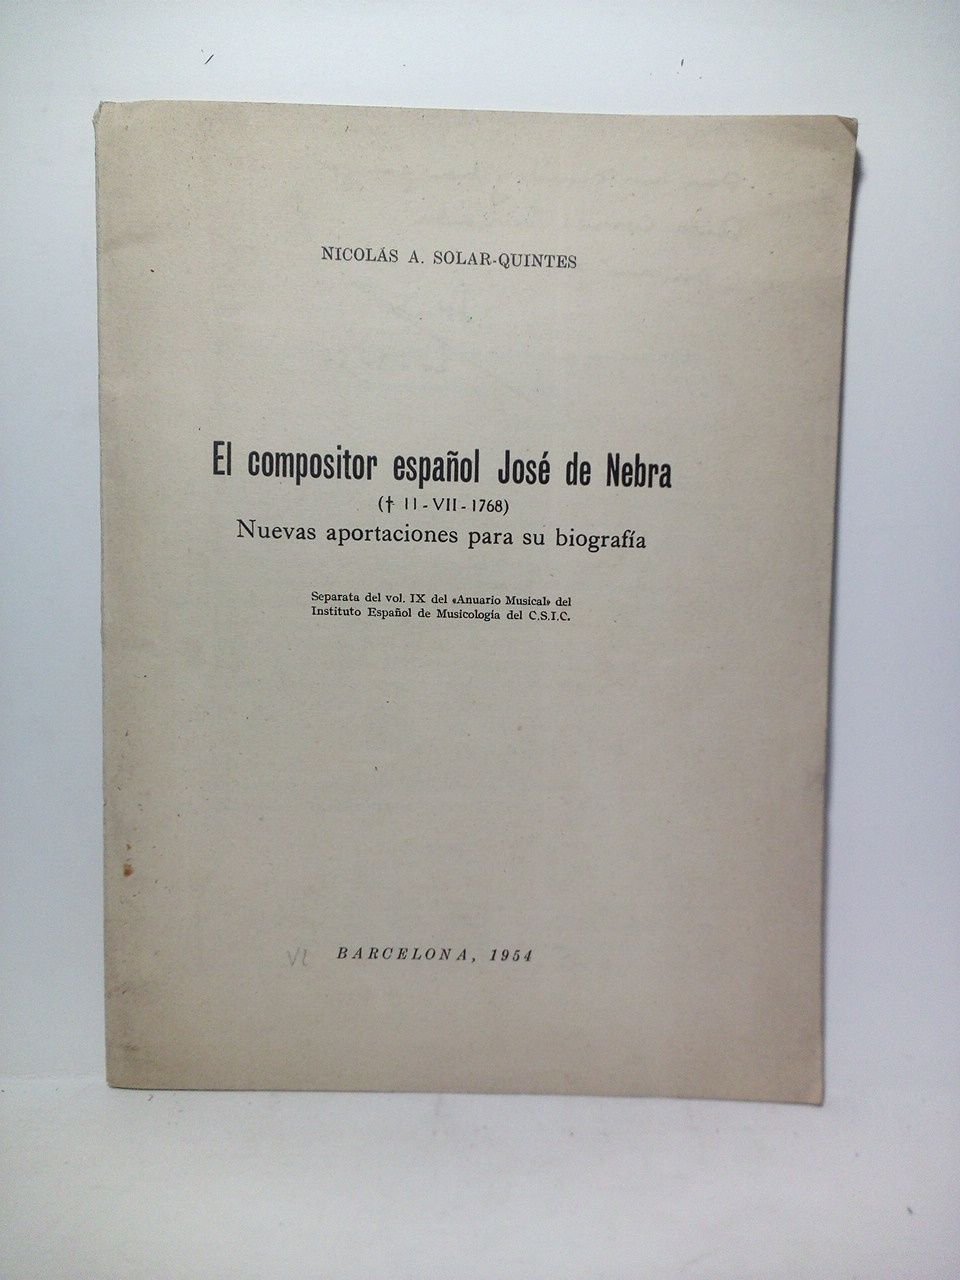 NICOLÁS A. SOLAR-QUINTES
El compositor español José de Nebra
(† 11-VII-1768)
Nuevas aportaciones para su biografía
Separata del vol. IX del «Anuario Musical» del
Instituto Español de Musicología del C.S.I.C.
BARCELONA, 1954